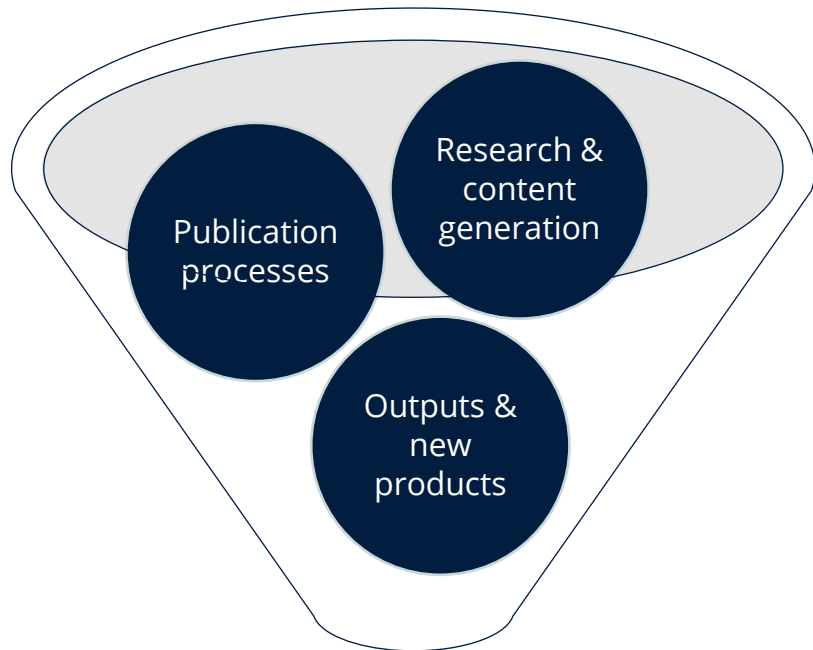 Research &
content
generation
Publication
processes
Outputs &
new
products